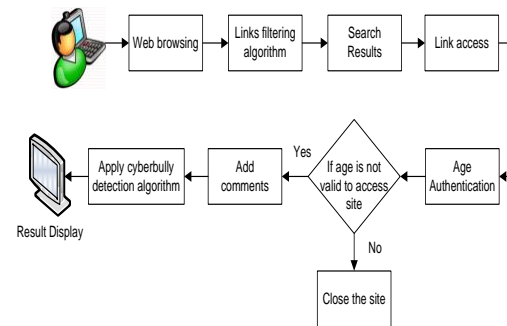 Web browsing
Links filtering
algorithm
Search
Results
Link access
Age
Authentication
If age is not
valid to access
site
Yes
No
Add
comments
Apply cyberbully
detection algorithm
Result Display
Close the site